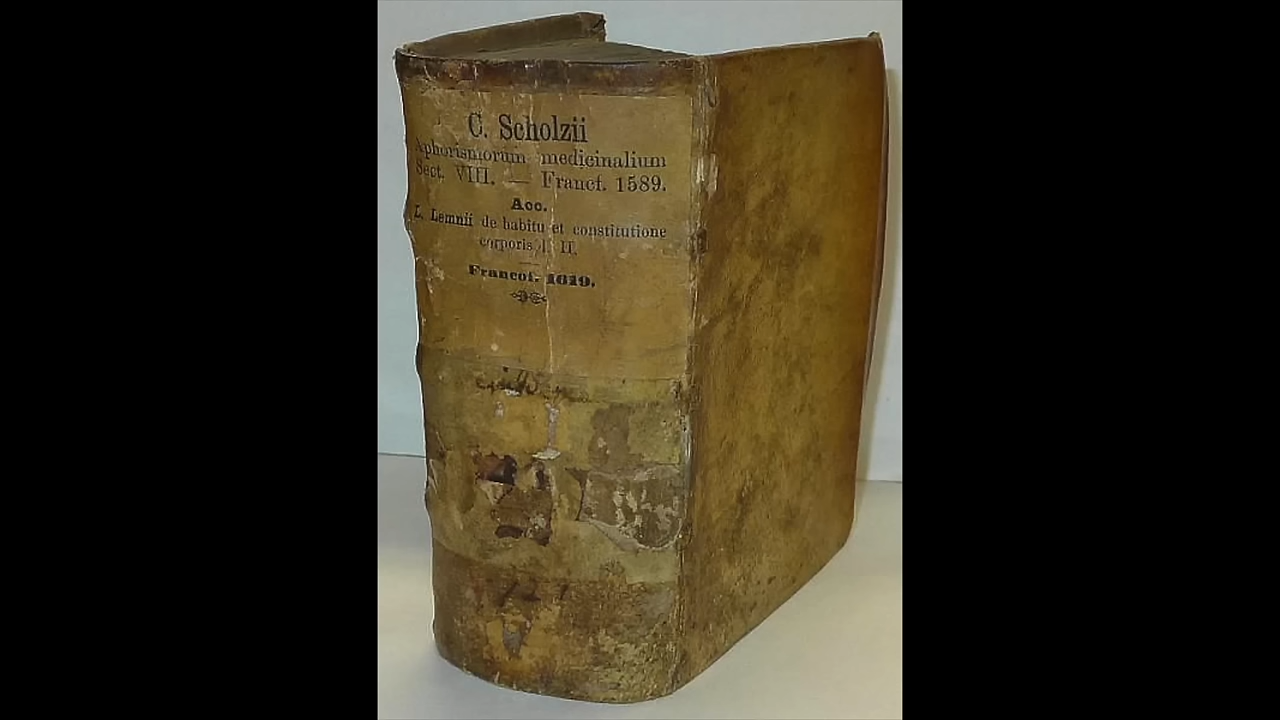 C. Scholzii
Aphorismorum medicinalium
Sect. VIII. — Francf. 1589.
Acc.
L. Lemnii de habitu et constitutione
corporis l. II.
Francof. 1619.